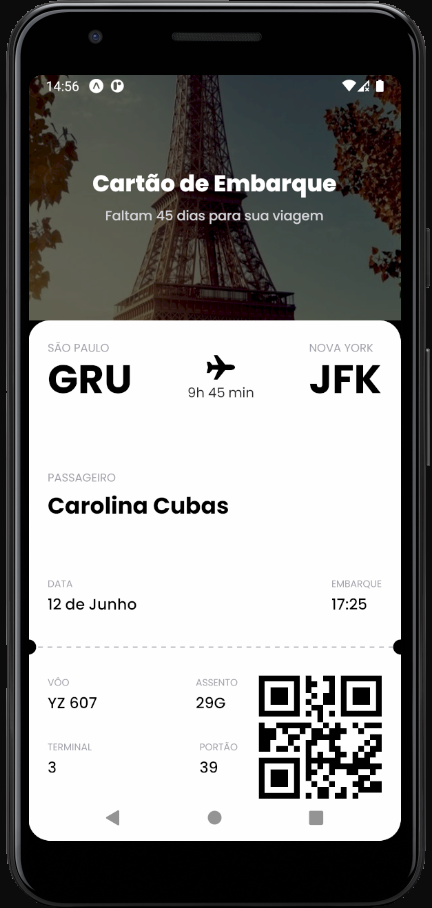 14:56
Cartão de Embarque
Faltam 45 dias para sua viagem
SÃO PAULO
NOVA YORK
GRU
JFK
9h 45 min
PASSAGEIRO
Carolina Cubas
DATA
EMBARQUE
12 de Junho
17:25
VÔO
ASSENTO
YZ 607
29G
TERMINAL
PORTÃO
3
39